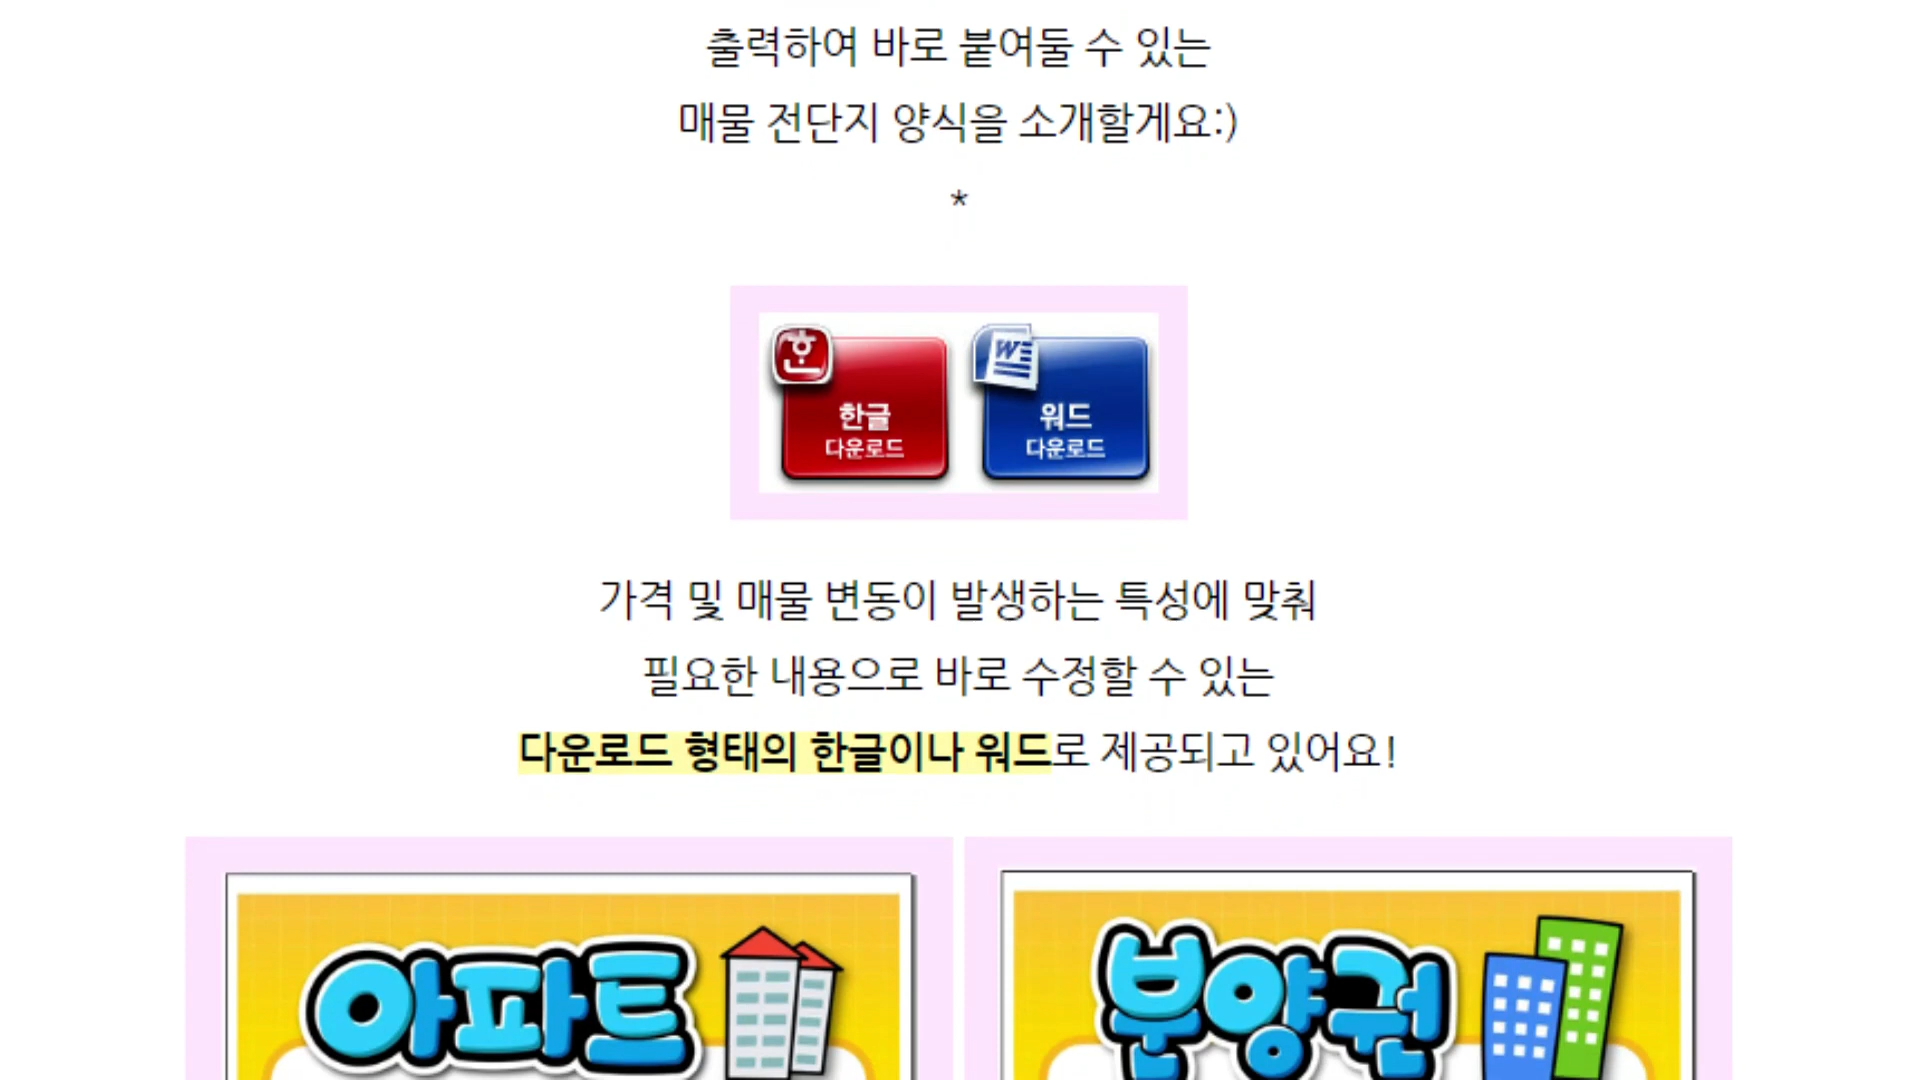 출력하여 바로 붙여둘 수 있는
매물 전단지 양식을 소개할게요:)
*
한
W
한글
다운로드
워드
다운로드
가격 및 매물 변동이 발생하는 특성에 맞춰
필요한 내용으로 바로 수정할 수 있는
다운로드 형태의 한글이나 워드로 제공되고 있어요!
아파트
분양권